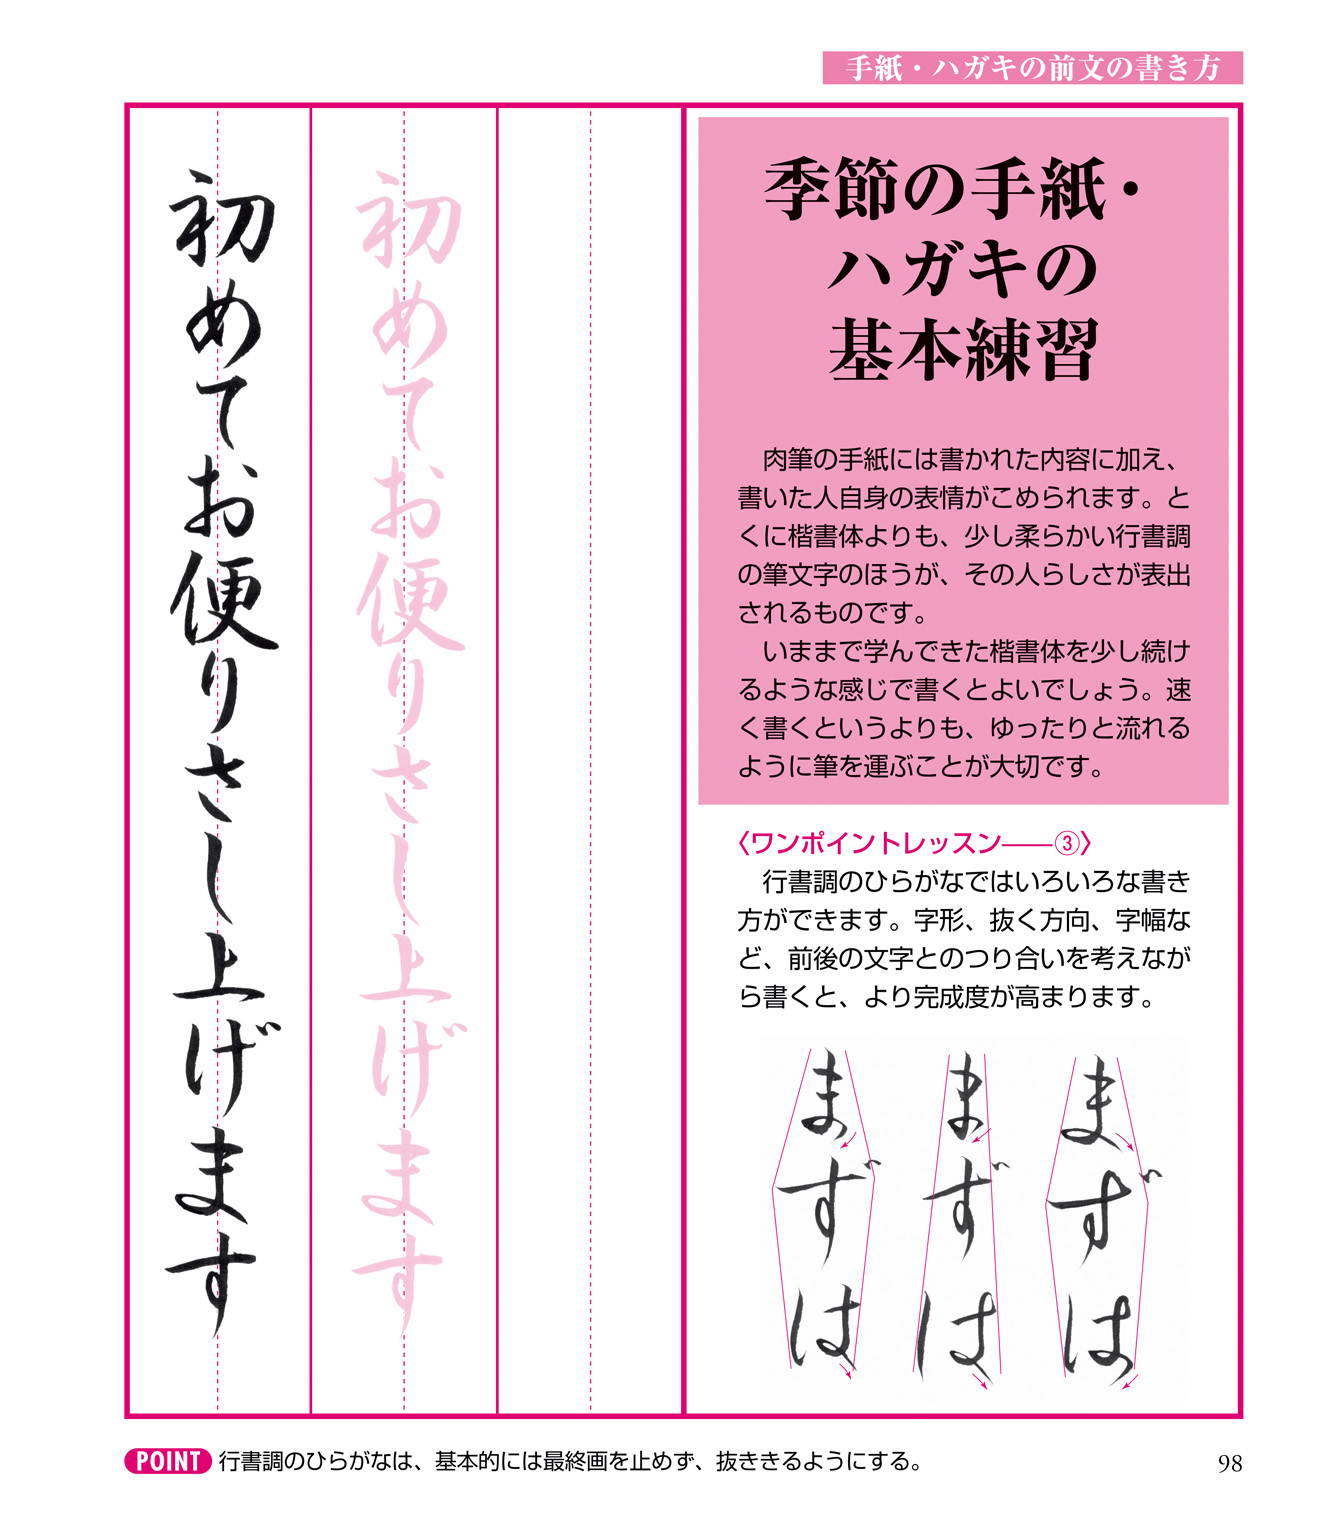 手紙・ハガキの前文の書き方
季節の手紙・
ハガキの
基本練習
肉筆の手紙には書かれた内容に加え、
書いた人自身の表情がこめられます。と
くに楷書体よりも、少し柔らかい行書調
の筆文字のほうが、その人らしさが表出
されるものです。
いままで学んできた楷書体を少し続け
るような感じで書くとよいでしょう。速
く書くというよりも、ゆったりと流れる
ように筆を運ぶことが大切です。
〈ワンポイントレッスン――③〉
行書調のひらがなではいろいろな書き
方ができます。字形、抜く方向、字幅な
ど、前後の文字とのつり合いを考えなが
ら書くと、より完成度が高まります。
まずは
まずは
まずは
初めてお便りさし上げます
初めてお便りさし上げます
POINT 行書調のひらがなは、基本的には最終画を止めず、抜ききるようにする。
98